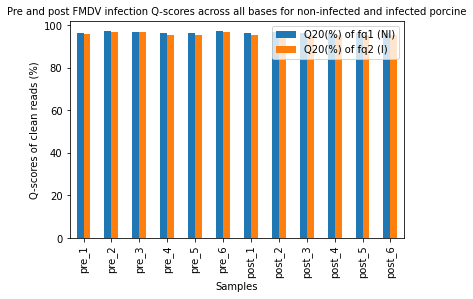 Pre and post FMDV infection Q-scores across all bases for non-infected and infected porcine
Q20(%) of fq1 (NI)
Q20(%) of fq2 (I)
Q-scores of clean reads (%)
100
80
60
40
20
0
pre_1
pre_2
pre_3
pre_4
pre_5
pre_6
post_1
post_2
post_3
post_4
post_5
post_6
Samples